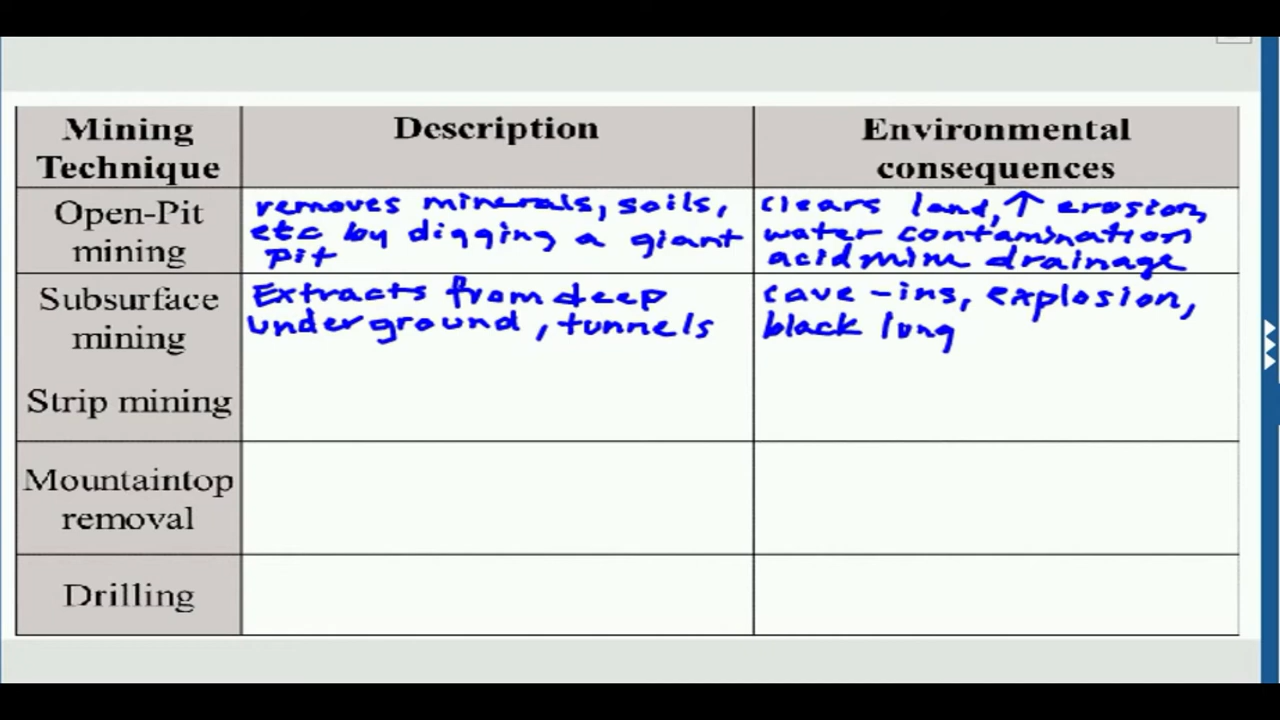 Mining Technique
Description
Environmental consequences
Open-Pit mining
removes minerals, soils,
etc by digging a giant
pit
clears land, ↑ erosion,
water contamination
acid mine drainage
Subsurface mining
Extracts from deep
underground, tunnels
cave-ins, explosion,
black lung
Strip mining
Mountaintop removal
Drilling